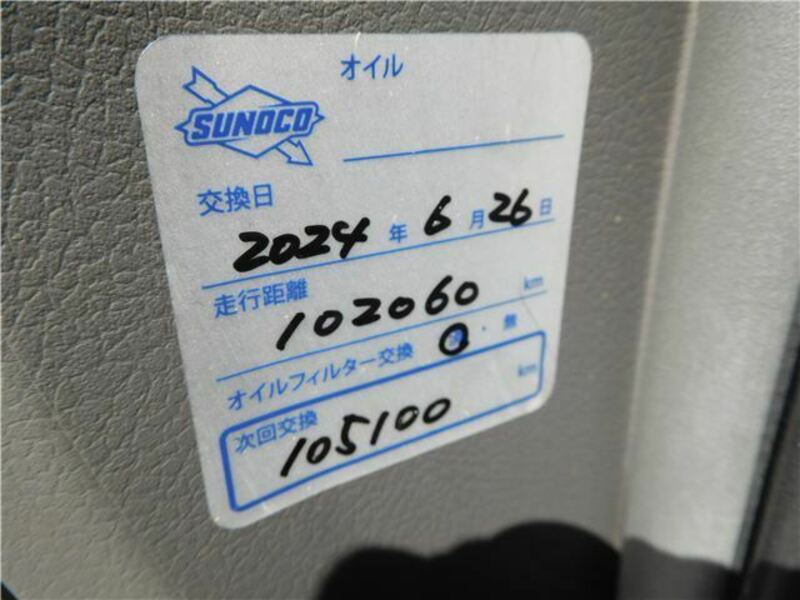 オイル
SUNOCO
交換日
2024 年 6 月 26 日
走行距離
102060 km
オイルフィルター交換 ・ 無
次回交換 km
105100